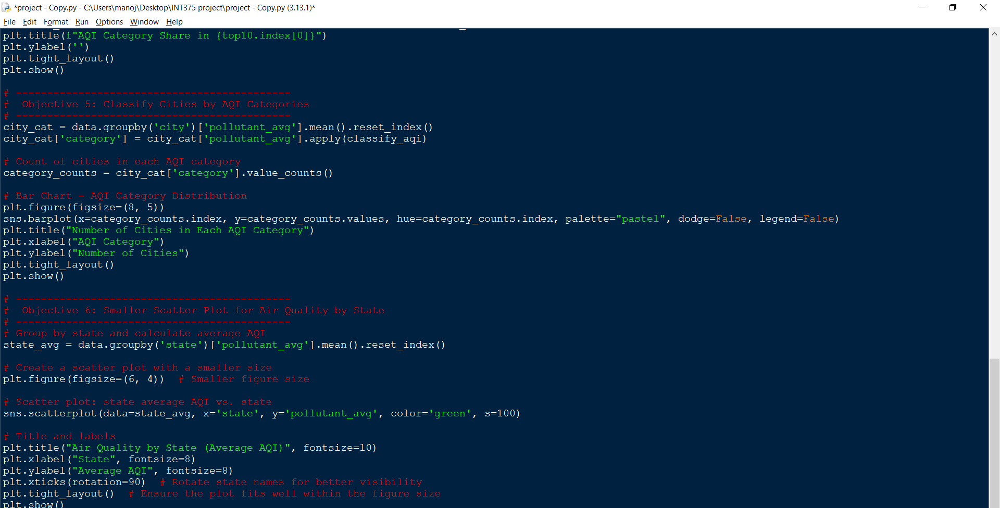 *project - Copy.py - C:\Users\manoj\Desktop\INT375 project\project - Copy.py (3.13.1)*
File Edit Format Run Options Window Help
plt.title(f"AQI Category Share in {top10.index[0]}")
plt.ylabel('')
plt.tight_layout()
plt.show()
# --------------------------------------------
#  Objective 5: Classify Cities by AQI Categories
# --------------------------------------------
city_cat = data.groupby('city')['pollutant_avg'].mean().reset_index()
city_cat['category'] = city_cat['pollutant_avg'].apply(classify_aqi)
# Count of cities in each AQI category
category_counts = city_cat['category'].value_counts()
# Bar Chart - AQI Category Distribution
plt.figure(figsize=(8, 5))
sns.barplot(x=category_counts.index, y=category_counts.values, hue=category_counts.index, palette="pastel", dodge=False, legend=False)
plt.title("Number of Cities in Each AQI Category")
plt.xlabel("AQI Category")
plt.ylabel("Number of Cities")
plt.tight_layout()
plt.show()
# --------------------------------------------
#  Objective 6: Smaller Scatter Plot for Air Quality by State
# --------------------------------------------
# Group by state and calculate average AQI
state_avg = data.groupby('state')['pollutant_avg'].mean().reset_index()
# Create a scatter plot with a smaller size
plt.figure(figsize=(6, 4))  # Smaller figure size
# Scatter plot: state average AQI vs. state
sns.scatterplot(data=state_avg, x='state', y='pollutant_avg', color='green', s=100)
# Title and labels
plt.title("Air Quality by State (Average AQI)", fontsize=10)
plt.xlabel("State", fontsize=8)
plt.ylabel("Average AQI", fontsize=8)
plt.xticks(rotation=90)  # Rotate state names for better visibility
plt.tight_layout()  # Ensure the plot fits well within the figure size
plt.show()